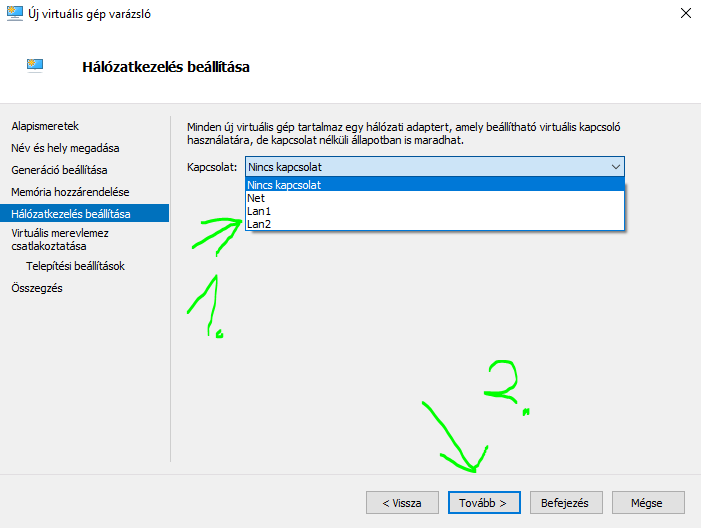 Új virtuális gép varázsló
Hálózatkezelés beállítása
Alapismeretek
Név és hely megadása
Generáció beállítása
Memória hozzárendelése
Hálózatkezelés beállítása
Virtuális merevlemez
csatlakoztatása
Telepítési beállítások
Összegzés
Minden új virtuális gép tartalmaz egy hálózati adaptert, amely beállítható virtuális kapcsoló
használatára, de kapcsolat nélküli állapotban is maradhat.
Kapcsolat: Nincs kapcsolat
Nincs kapcsolat
Net
Lan1
Lan2
1.
2.
< Vissza Tovább > Befejezés Mégse